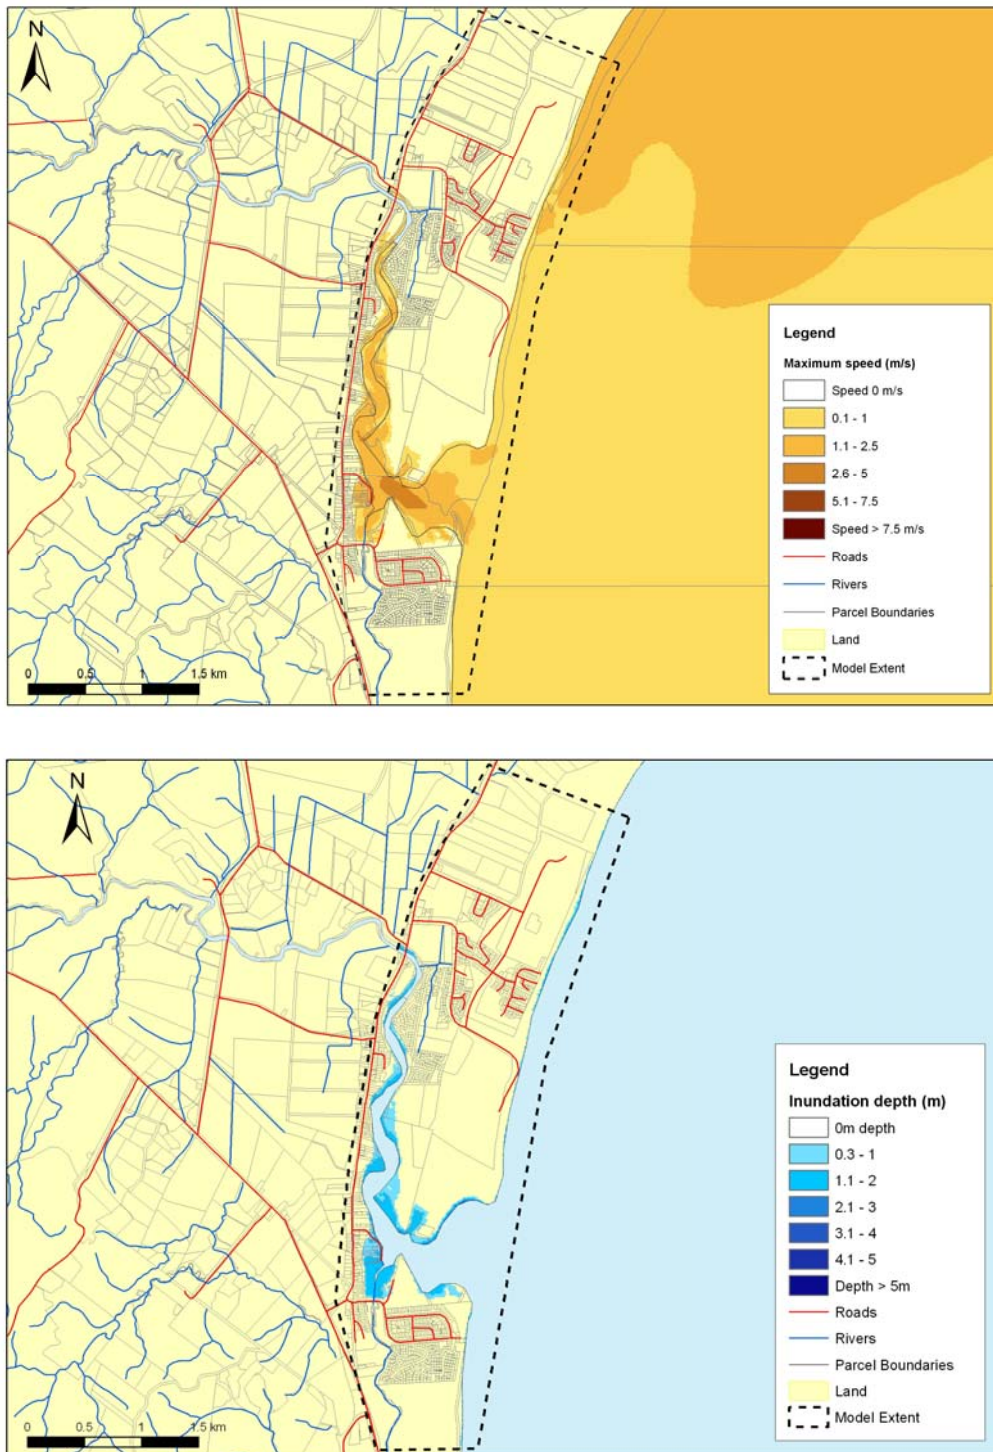 N
Legend
Maximum speed (m/s)
Speed 0 m/s
0.1 - 1
1.1 - 2.5
2.6 - 5
5.1 - 7.5
Speed > 7.5 m/s
Roads
Rivers
Parcel Boundaries
Land
Model Extent
0 0.5 1 1.5 km
N
Legend
Inundation depth (m)
0m depth
0.3 - 1
1.1 - 2
2.1 - 3
3.1 - 4
4.1 - 5
Depth > 5m
Roads
Rivers
Parcel Boundaries
Land
Model Extent
0 0.5 1 1.5 km